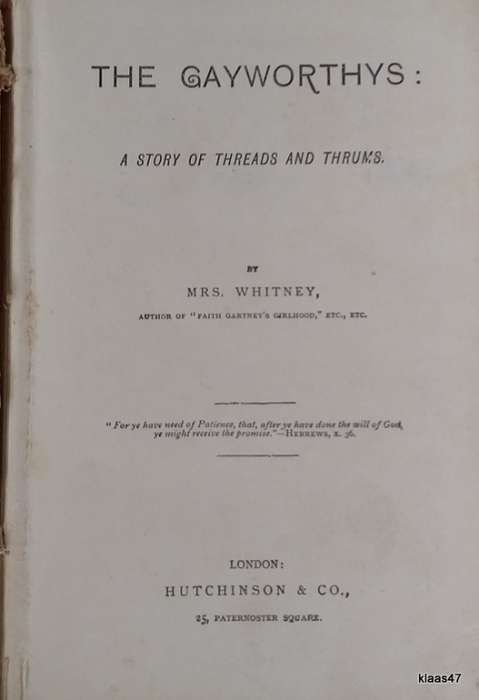 THE GAYWORTHYS:
A STORY OF THREADS AND THRUMS.
BY
MRS. WHITNEY,
AUTHOR OF "FAITH GARTNEY'S GIRLHOOD," ETC., ETC.
"For ye have need of Patience, that, after ye have done the will of God,
ye might receive the promise."—HEBREWS, x. 36.
LONDON:
HUTCHINSON & CO.,
25, PATERNOSTER SQUARE.
klaas47